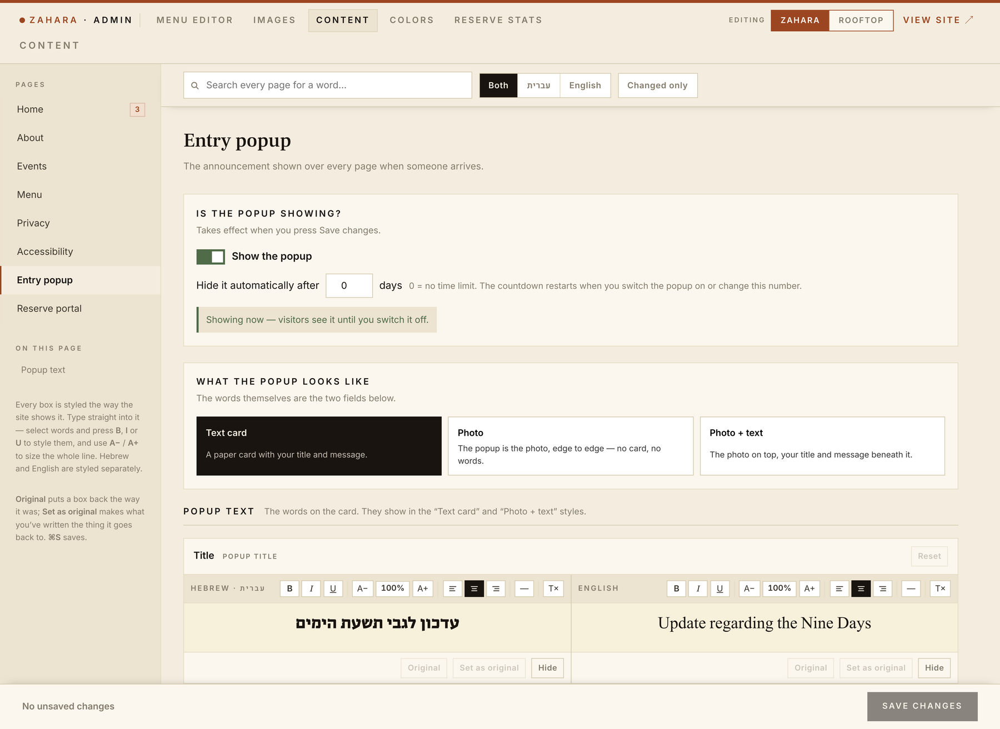 ZAHARA · ADMIN
MENU EDITOR
IMAGES
CONTENT
COLORS
RESERVE STATS
EDITING
ZAHARA
ROOFTOP
VIEW SITE ↗
CONTENT
PAGES
Home
3
About
Events
Menu
Privacy
Accessibility
Entry popup
Reserve portal
ON THIS PAGE
Popup text
Every box is styled the way the
site shows it. Type straight into it
— select words and press B, I or
U to style them, and use A− / A+
to size the whole line. Hebrew
and English are styled separately.
Original puts a box back the way
it was; Set as original makes what
you’ve written the thing it goes
back to. ⌘S saves.
Search every page for a word...
Both
עברית
English
Changed only
Entry popup
The announcement shown over every page when someone arrives.
IS THE POPUP SHOWING?
Takes effect when you press Save changes.
Show the popup
Hide it automatically after 0 days 0 = no time limit. The countdown restarts when you switch the popup on or change this number.
Showing now — visitors see it until you switch it off.
WHAT THE POPUP LOOKS LIKE
The words themselves are the two fields below.
Text card
A paper card with your title and message.
Photo
The popup is the photo, edge to edge — no card, no
words.
Photo + text
The photo on top, your title and message beneath it.
POPUP TEXT The words on the card. They show in the “Text card” and “Photo + text” styles.
Title POPUP TITLE
Reset
HEBREW · עברית
B I U A− 100% A+ — T×
ENGLISH
B I U A− 100% A+ — T×
עדכון לגבי תשעת הימים
Update regarding the Nine Days
Original
Set as original
Hide
Original
Set as original
Hide
No unsaved changes
SAVE CHANGES